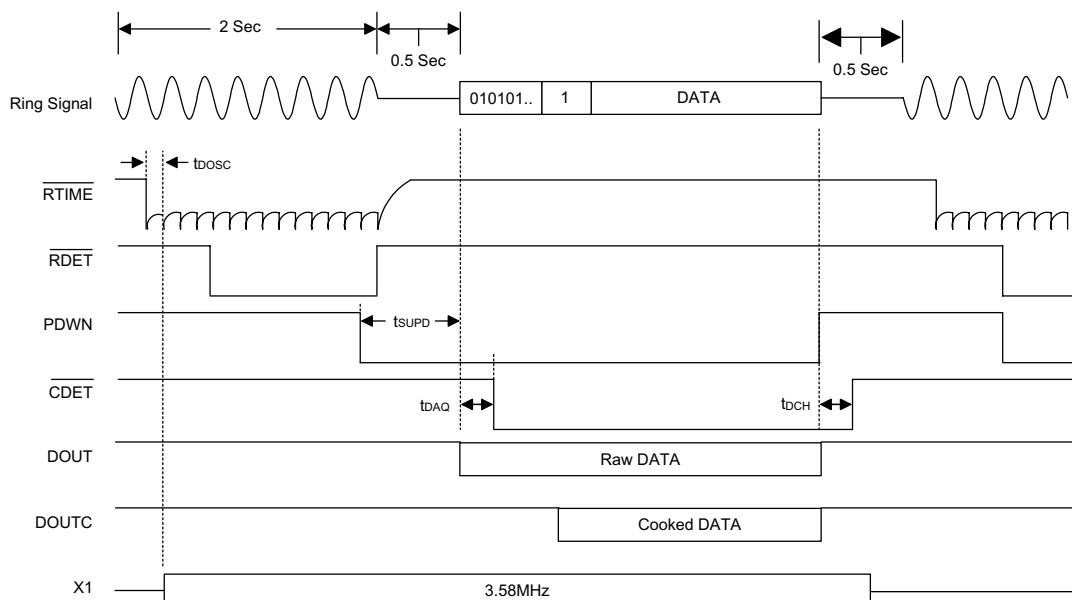 2 Sec
0.5 Sec
0.5 Sec
Ring Signal
010101..
1
DATA
tDOSC
RTIME
RDET
PDWN
tSUPD
CDET
tDAQ
tDCH
DOUT
Raw DATA
DOUTC
Cooked DATA
X1
3.58MHz